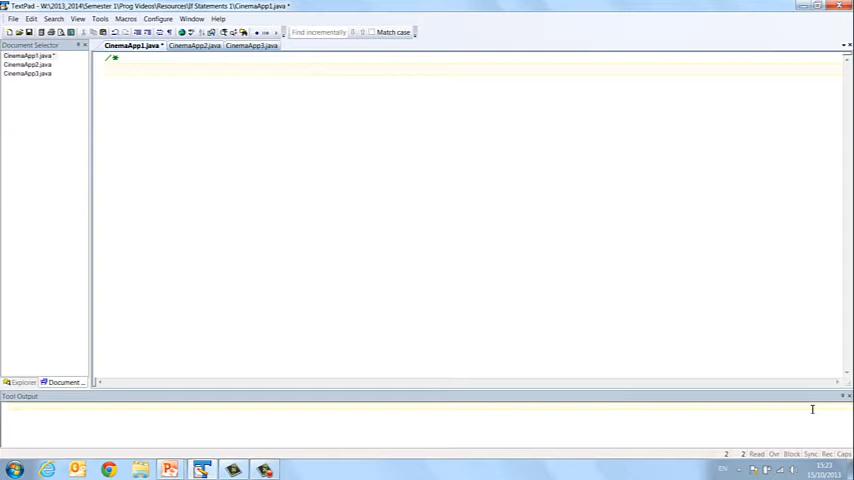 TextPad - W:\2013_2014\Semester 1\Prog Videos\Resources\If Statements 1\CinemaApp1.java *
File Edit Search View Tools Macros Configure Window Help
Find incrementally Match case
Document Selector
CinemaApp1.java * CinemaApp2.java CinemaApp3.java
CinemaApp1.java *
CinemaApp2.java
CinemaApp3.java
/*
Explorer Document ...
Tool Output
2 2 Read Ovr Block Sync Rec Caps
EN
15:23
15/10/2013